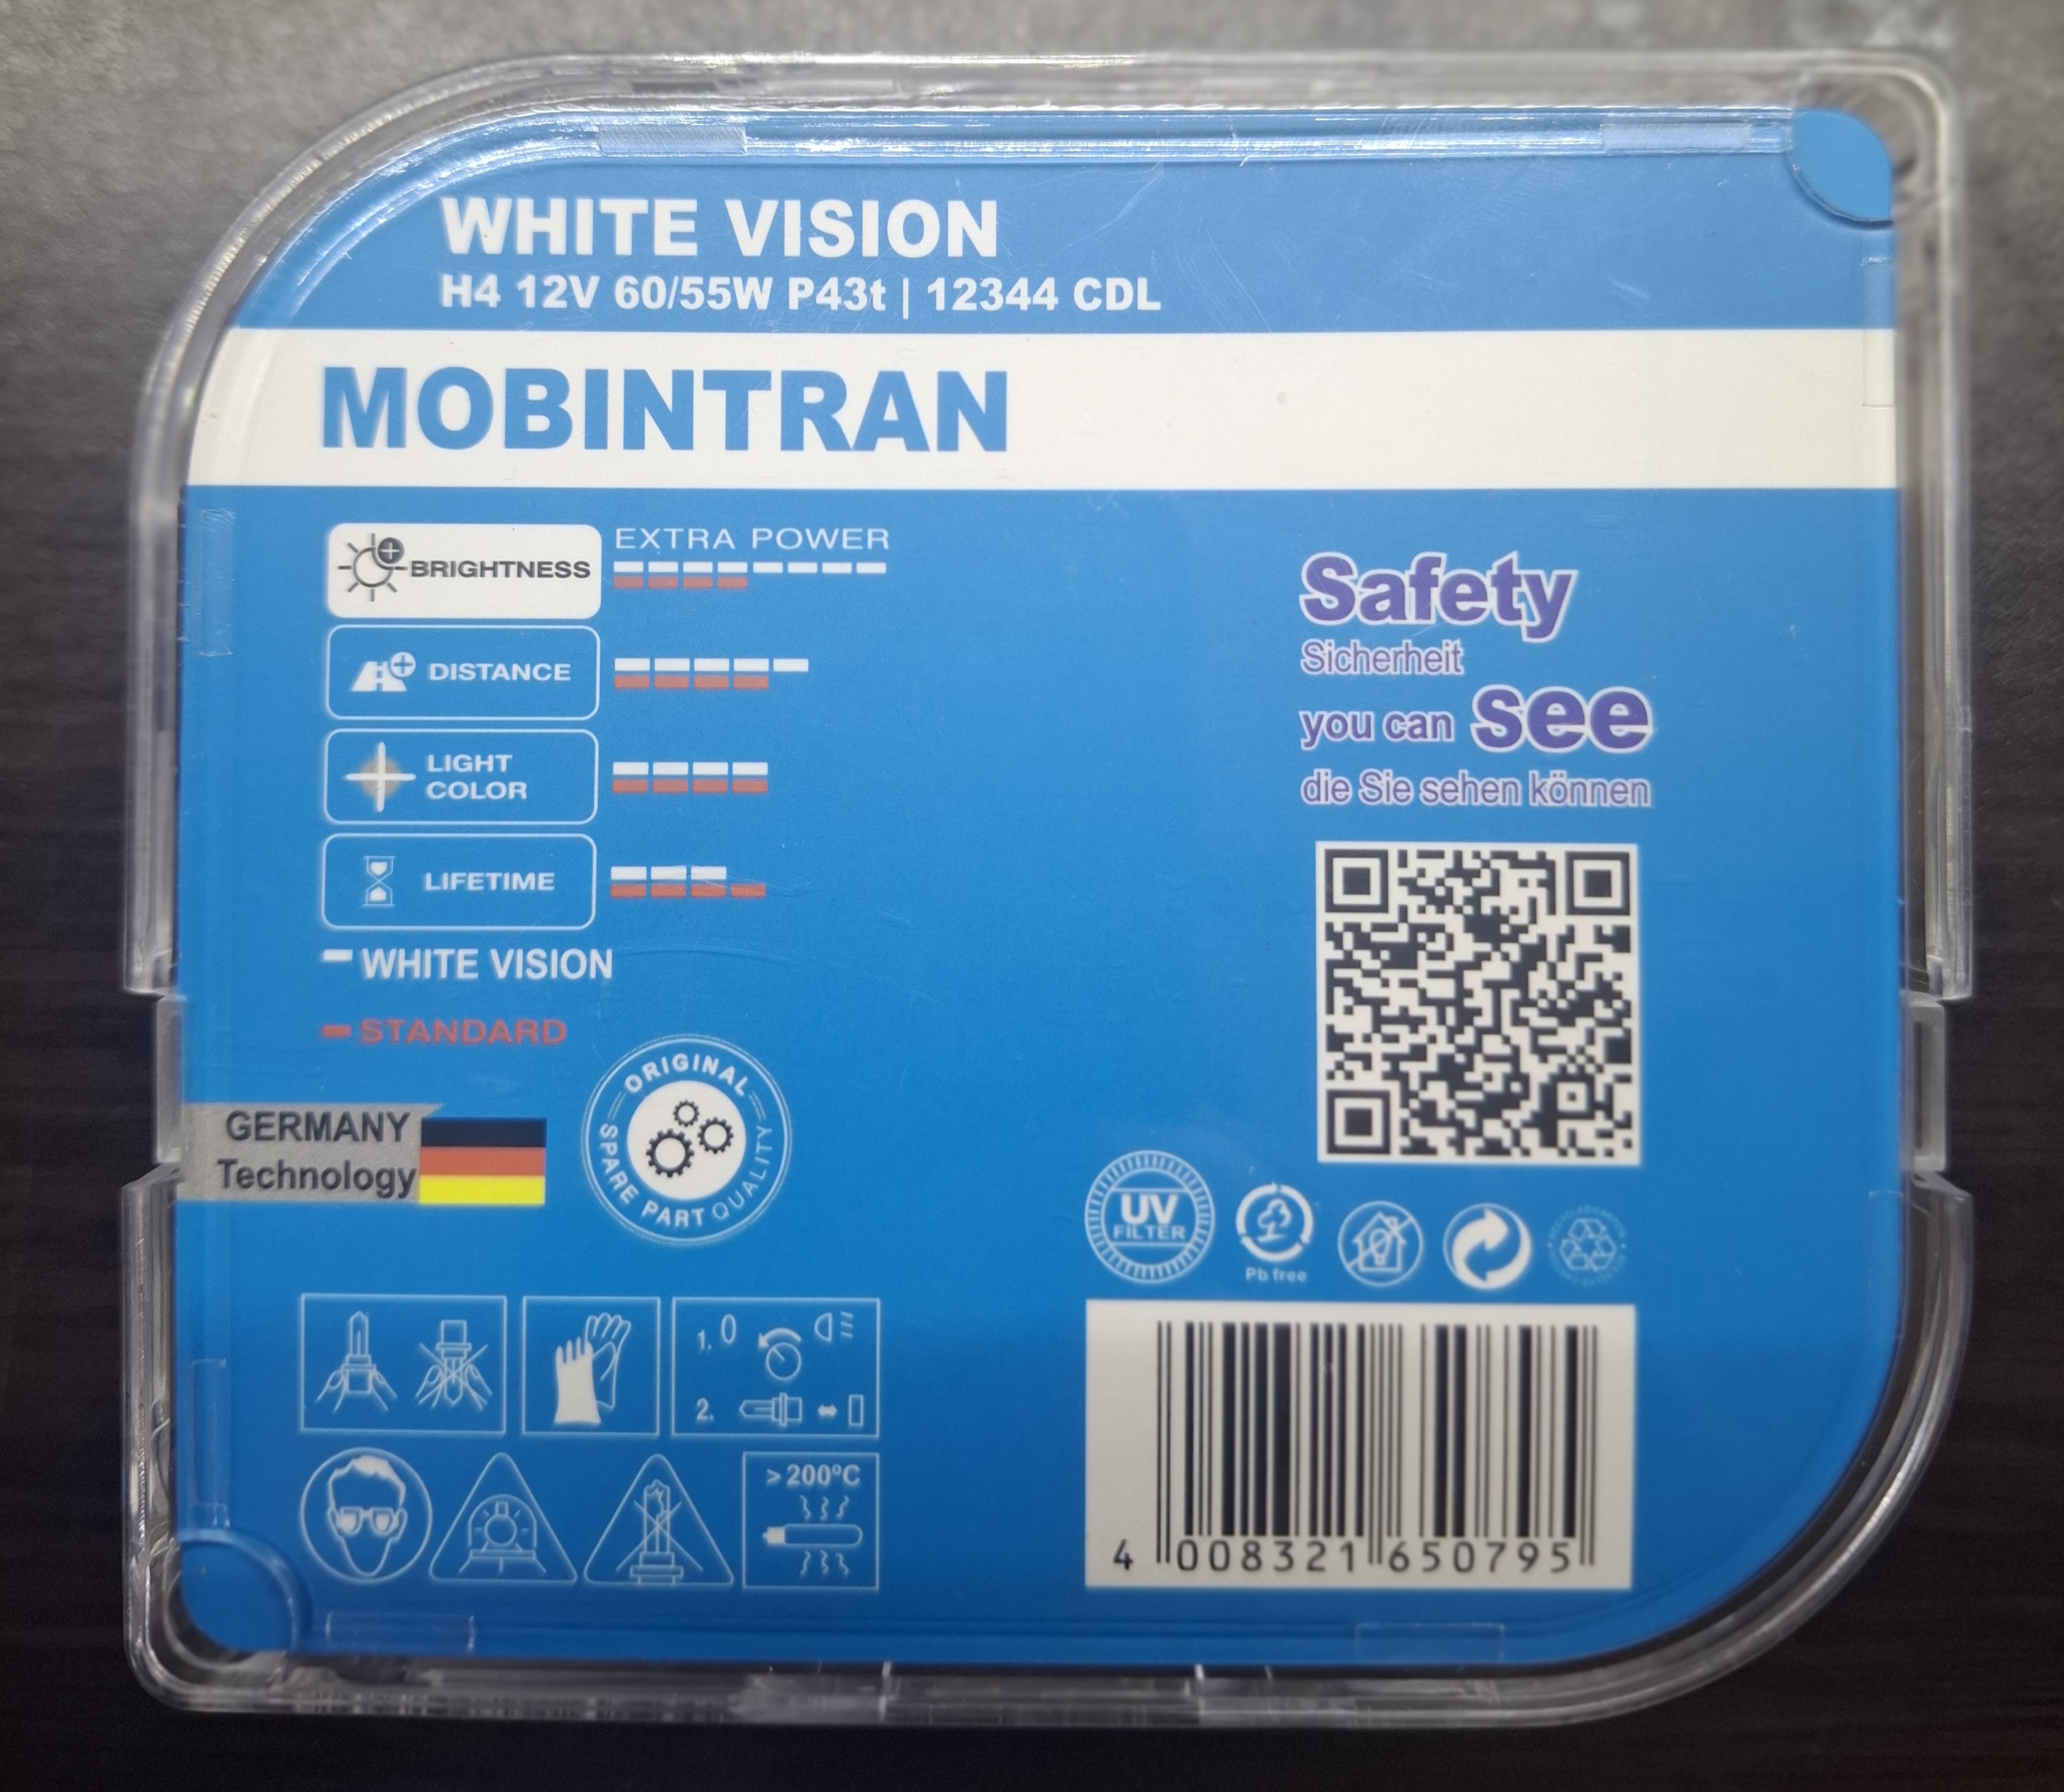 WHITE VISION
H4 12V 60/55W P43t | 12344 CDL
MOBINTRAN
BRIGHTNESS
EXTRA POWER
DISTANCE
LIGHT
COLOR
LIFETIME
WHITE VISION
STANDARD
GERMANY
Technology
ORIGINAL
SPARE PART QUALITY
Safety
Sicherheit
you can see
die Sie sehen können
UV
FILTER
Pb free
1. 0
2.
>200°C
4 008321 650795